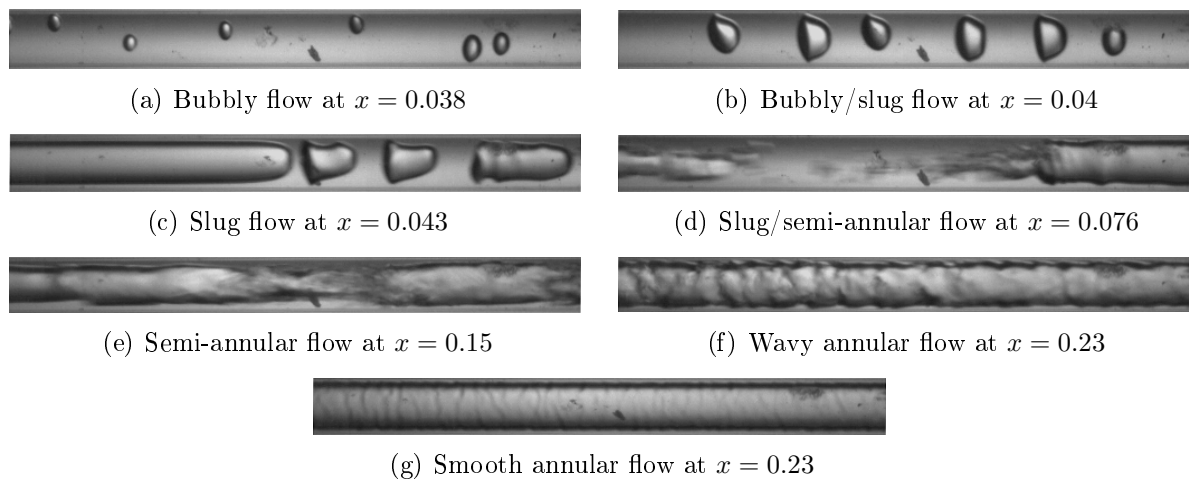 (a) Bubbly flow at x = 0.038
(b) Bubbly/slug flow at x = 0.04
(c) Slug flow at x = 0.043
(d) Slug/semi-annular flow at x = 0.076
(e) Semi-annular flow at x = 0.15
(f) Wavy annular flow at x = 0.23
(g) Smooth annular flow at x = 0.23